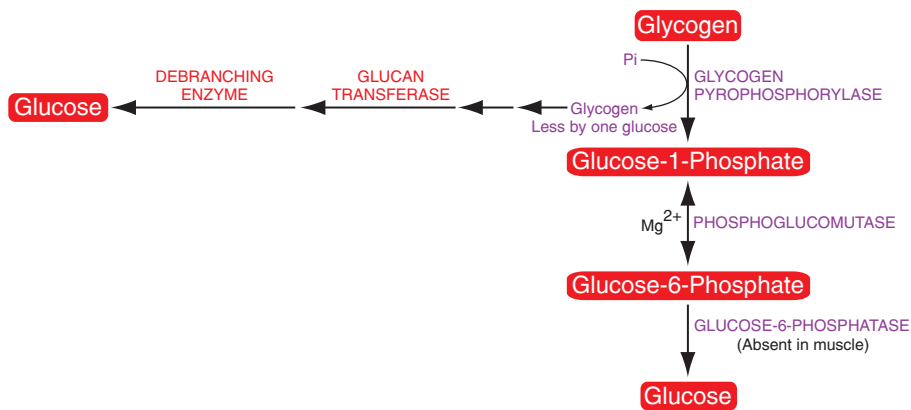 Glycogen
Pi
GLYCOGEN
PYROPHOSPHORYLASE
DEBRANCHING
ENZYME
GLUCAN
TRANSFERASE
Glucose
Glycogen
Less by one glucose
Glucose-1-Phosphate
Mg2+
PHOSPHOGLUCOMUTASE
Glucose-6-Phosphate
GLUCOSE-6-PHOSPHATASE
(Absent in muscle)
Glucose